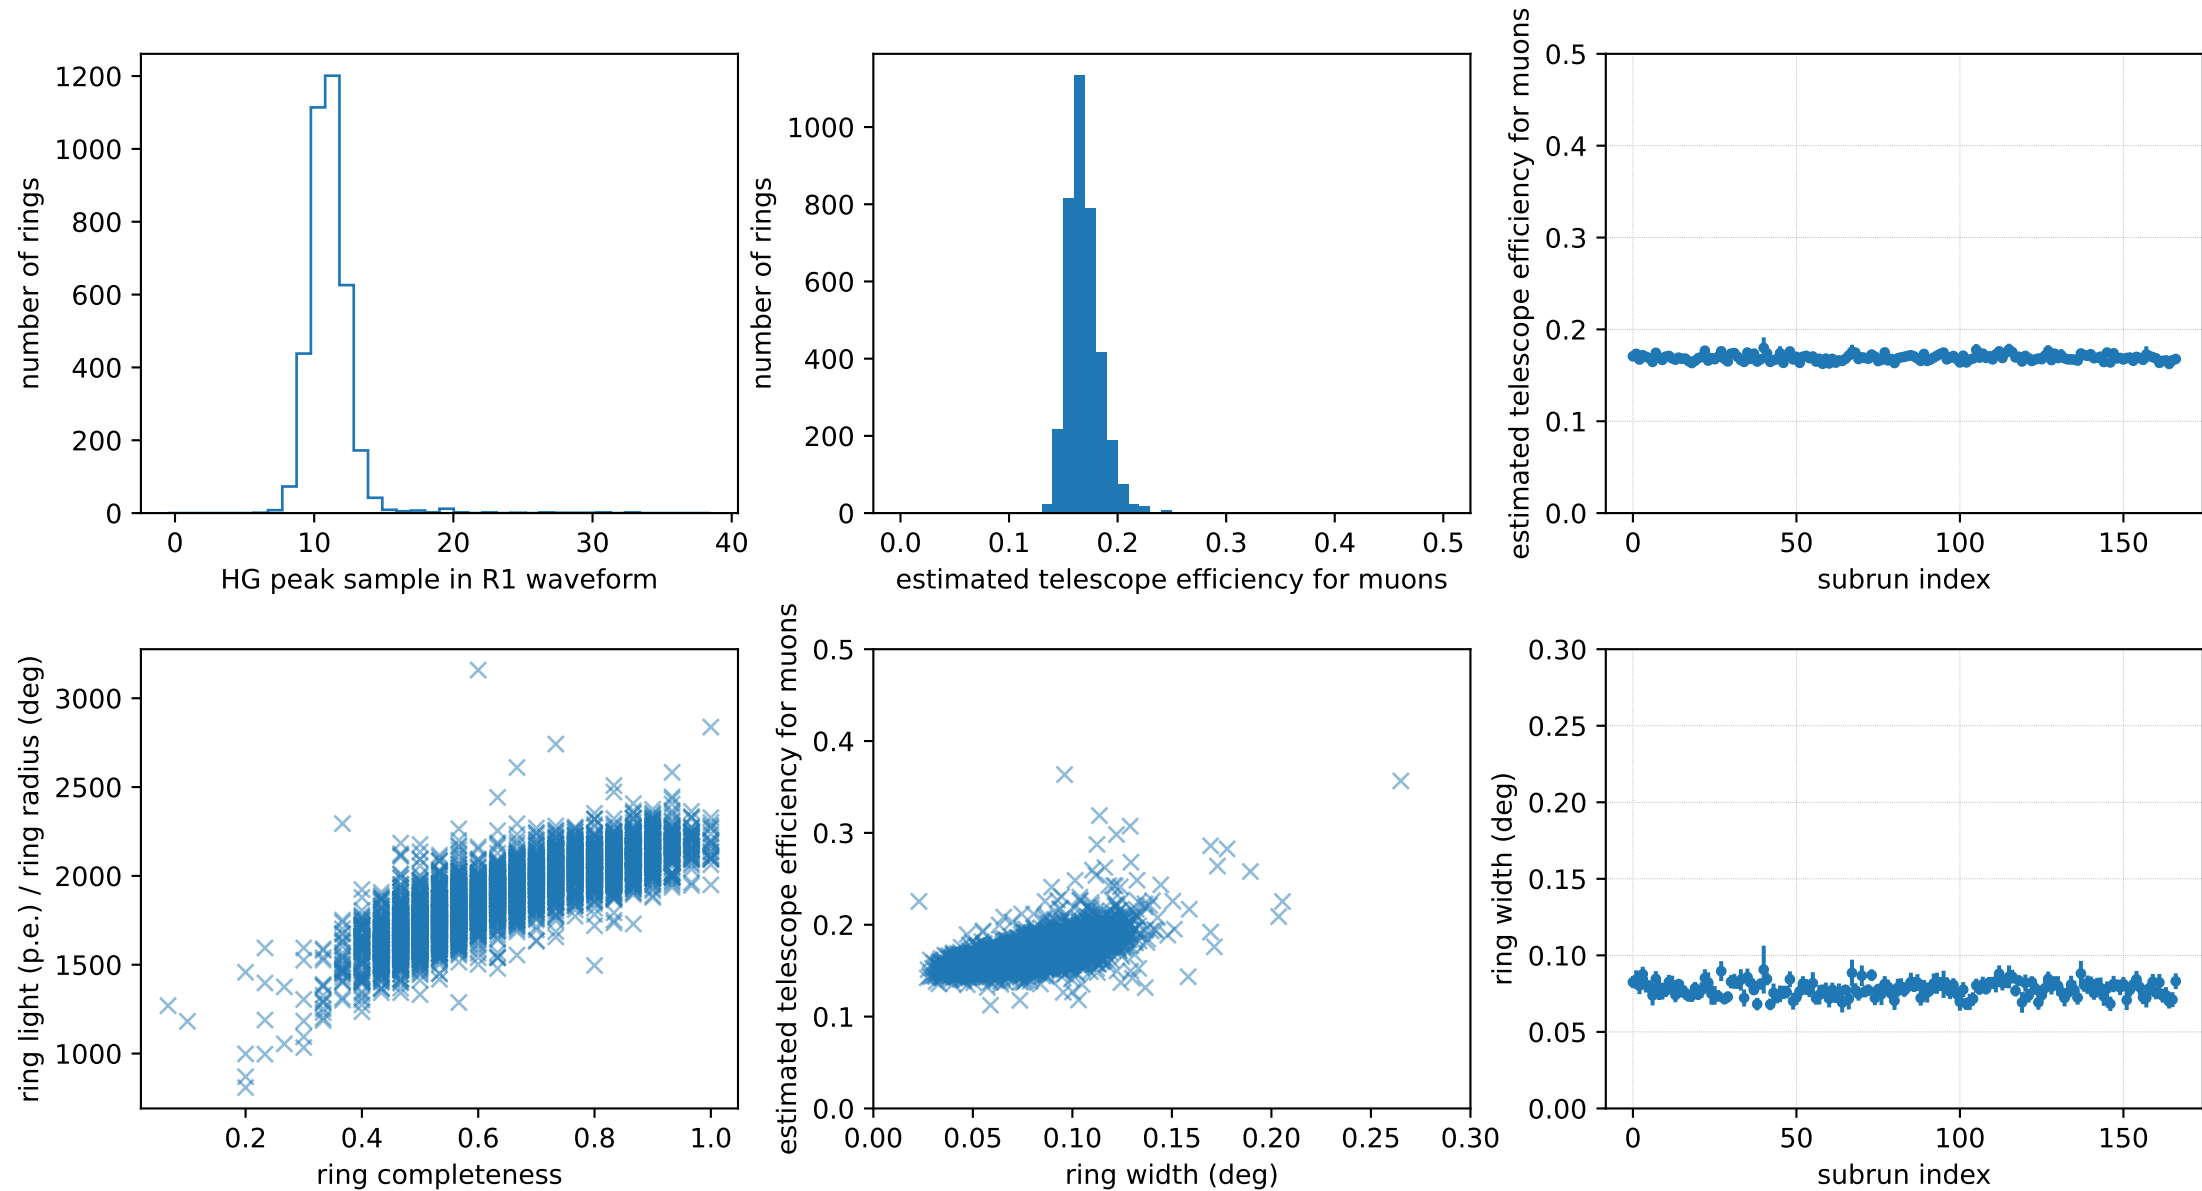 number of rings
1200
1000
800
600
400
200
0
0 10 20 30 40
HG peak sample in R1 waveform
number of rings
1000
800
600
400
200
0
0.0 0.1 0.2 0.3 0.4 0.5
estimated telescope efficiency for muons
estimated telescope efficiency for muons
0.5
0.4
0.3
0.2
0.1
0.0
0 50 100 150
subrun index
ring light (p.e.) / ring radius (deg)
3000
2500
2000
1500
1000
0.2 0.4 0.6 0.8 1.0
ring completeness
estimated telescope efficiency for muons
0.5
0.4
0.3
0.2
0.1
0.0
0.00 0.05 0.10 0.15 0.20 0.25 0.30
ring width (deg)
ring width (deg)
0.30
0.25
0.20
0.15
0.10
0.05
0.00
0 50 100 150
subrun index